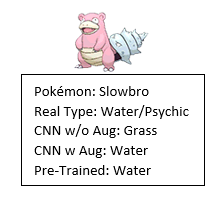 Pokémon: Slowbro
Real Type: Water/Psychic
CNN w/o Aug: Grass
CNN w Aug: Water
Pre-Trained: Water